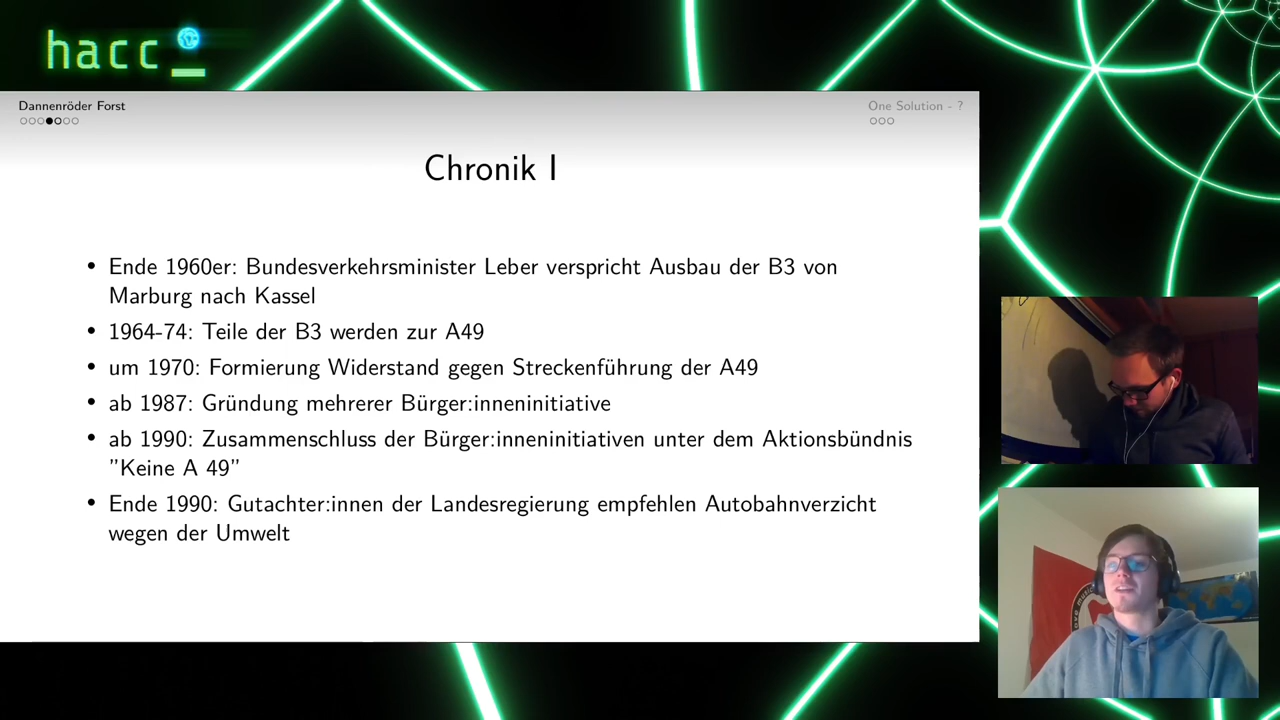 hacc_
Dannenröder Forst
One Solution - ?
Chronik I
• Ende 1960er: Bundesverkehrsminister Leber verspricht Ausbau der B3 von
Marburg nach Kassel
• 1964-74: Teile der B3 werden zur A49
• um 1970: Formierung Widerstand gegen Streckenführung der A49
• ab 1987: Gründung mehrerer Bürger:inneninitiative
• ab 1990: Zusammenschluss der Bürger:inneninitiativen unter dem Aktionsbündnis
"Keine A 49"
• Ende 1990: Gutachter:innen der Landesregierung empfehlen Autobahnverzicht
wegen der Umwelt